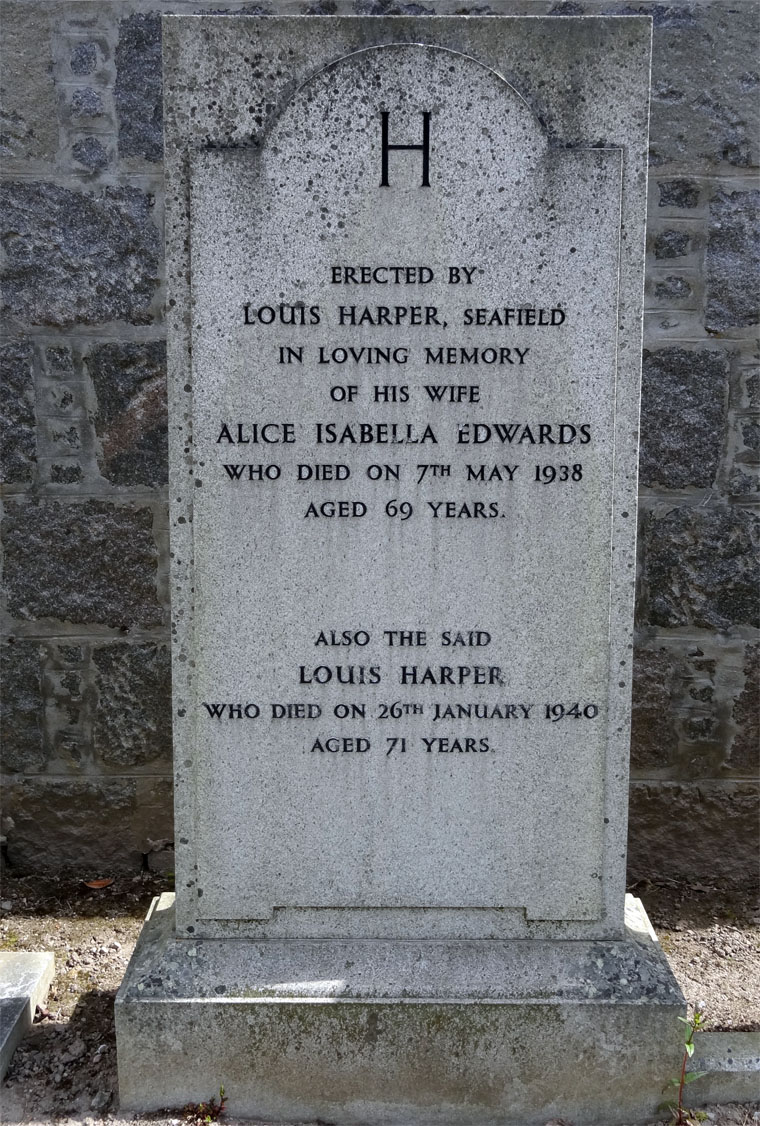 H
ERECTED BY
LOUIS HARPER, SEAFIELD
IN LOVING MEMORY
OF HIS WIFE
ALICE ISABELLA EDWARDS
WHO DIED ON 7TH MAY 1938
AGED 69 YEARS.
ALSO THE SAID
LOUIS HARPER
WHO DIED ON 26TH JANUARY 1940
AGED 71 YEARS.